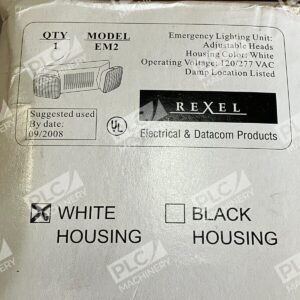 QTY MODEL
1 EM2
Emergency Lighting Unit:
Adjustable Heads
Housing Color: White
Operating Voltage: 120/277 VAC
Damp Location Listed
Suggested used
By date:
09/2008
UL
REXEL
Electrical & Datacom Products
WHITE
HOUSING
BLACK
HOUSING
PLC
MACHINERY